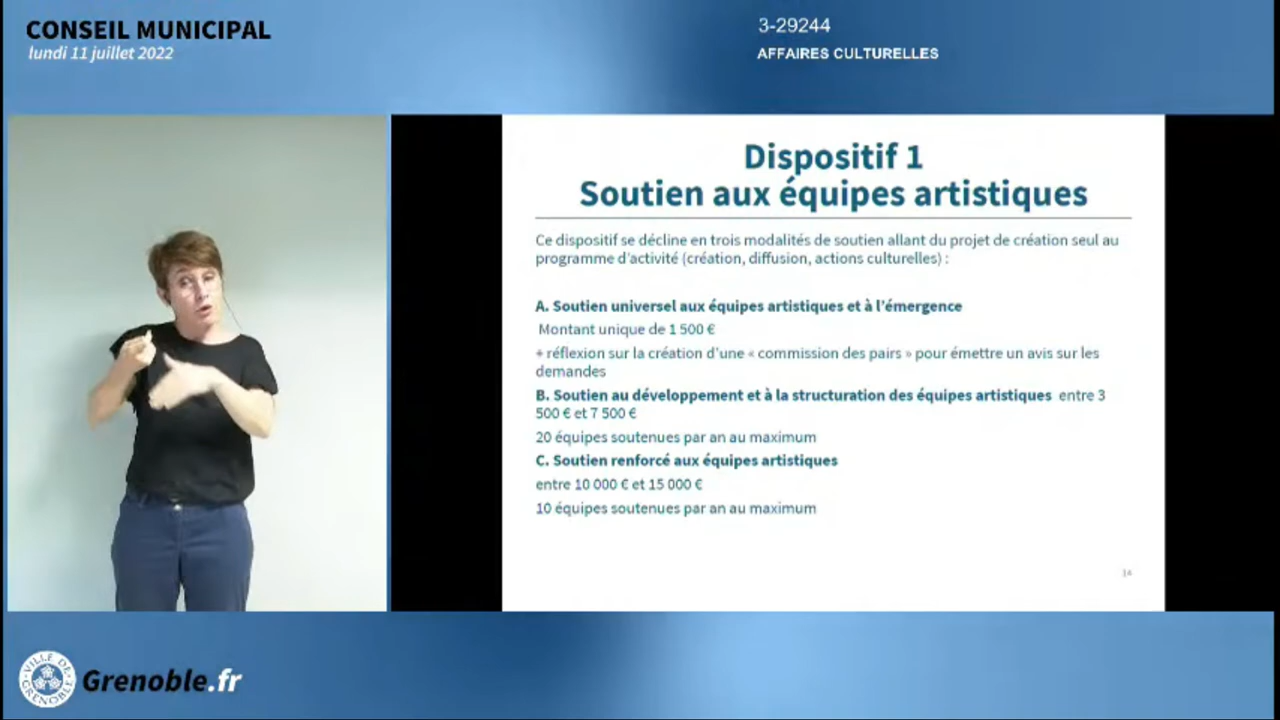 CONSEIL MUNICIPAL
lundi 11 juillet 2022
3-29244
AFFAIRES CULTURELLES
Dispositif 1
Soutien aux équipes artistiques
Ce dispositif se décline en trois modalités de soutien allant du projet de création seul au
programme d'activité (création, diffusion, actions culturelles) :
A. Soutien universel aux équipes artistiques et à l'émergence
Montant unique de 1 500 €
+ réflexion sur la création d'une « commission des pairs » pour émettre un avis sur les
demandes
B. Soutien au développement et à la structuration des équipes artistiques entre 3
500 € et 7 500 €
20 équipes soutenues par an au maximum
C. Soutien renforcé aux équipes artistiques
entre 10 000 € et 15 000 €
10 équipes soutenues par an au maximum
14
VILLE DE
GRENOBLE
Grenoble.fr